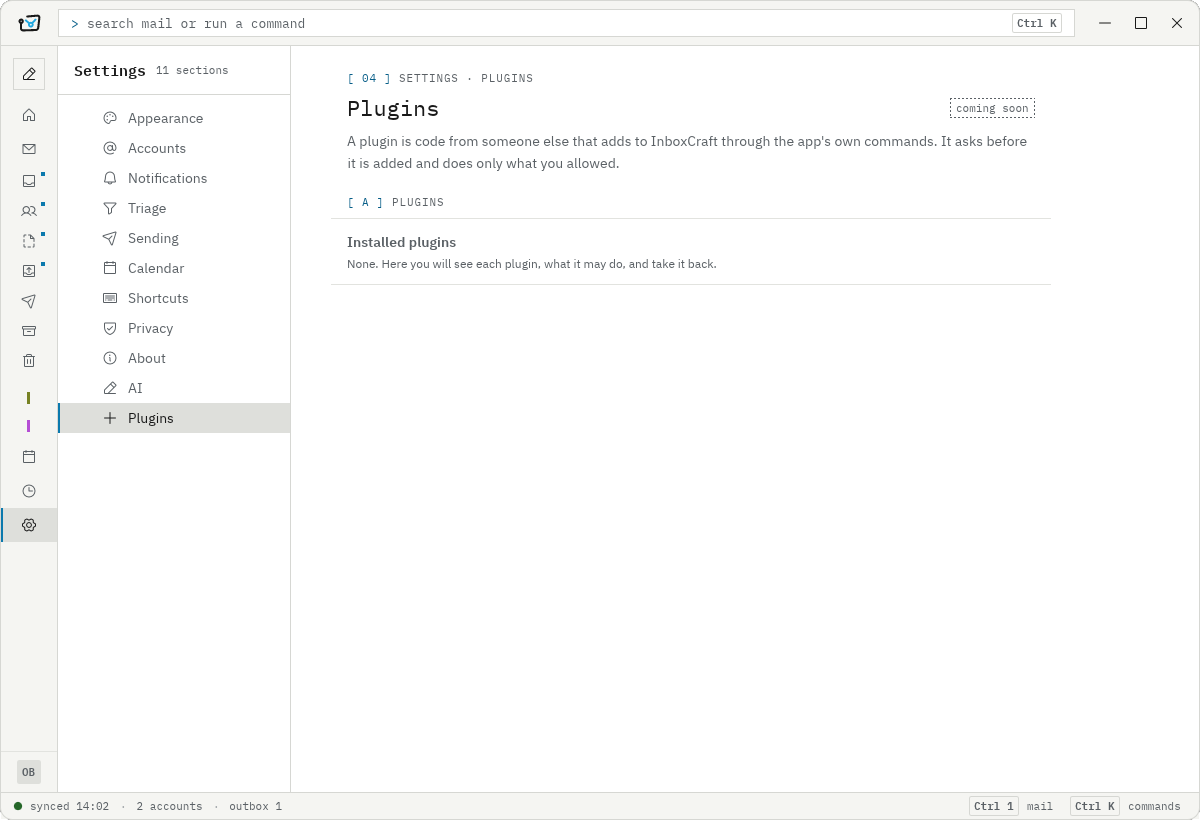 > search mail or run a command
Ctrl K
Settings 11 sections
Appearance
Accounts
Notifications
Triage
Sending
Calendar
Shortcuts
Privacy
About
AI
Plugins
[ 04 ] SETTINGS · PLUGINS
Plugins
coming soon
A plugin is code from someone else that adds to InboxCraft through the app's own commands. It asks before
it is added and does only what you allowed.
[ A ] PLUGINS
Installed plugins
None. Here you will see each plugin, what it may do, and take it back.
OB
synced 14:02 · 2 accounts · outbox 1
Ctrl 1 mail Ctrl K commands